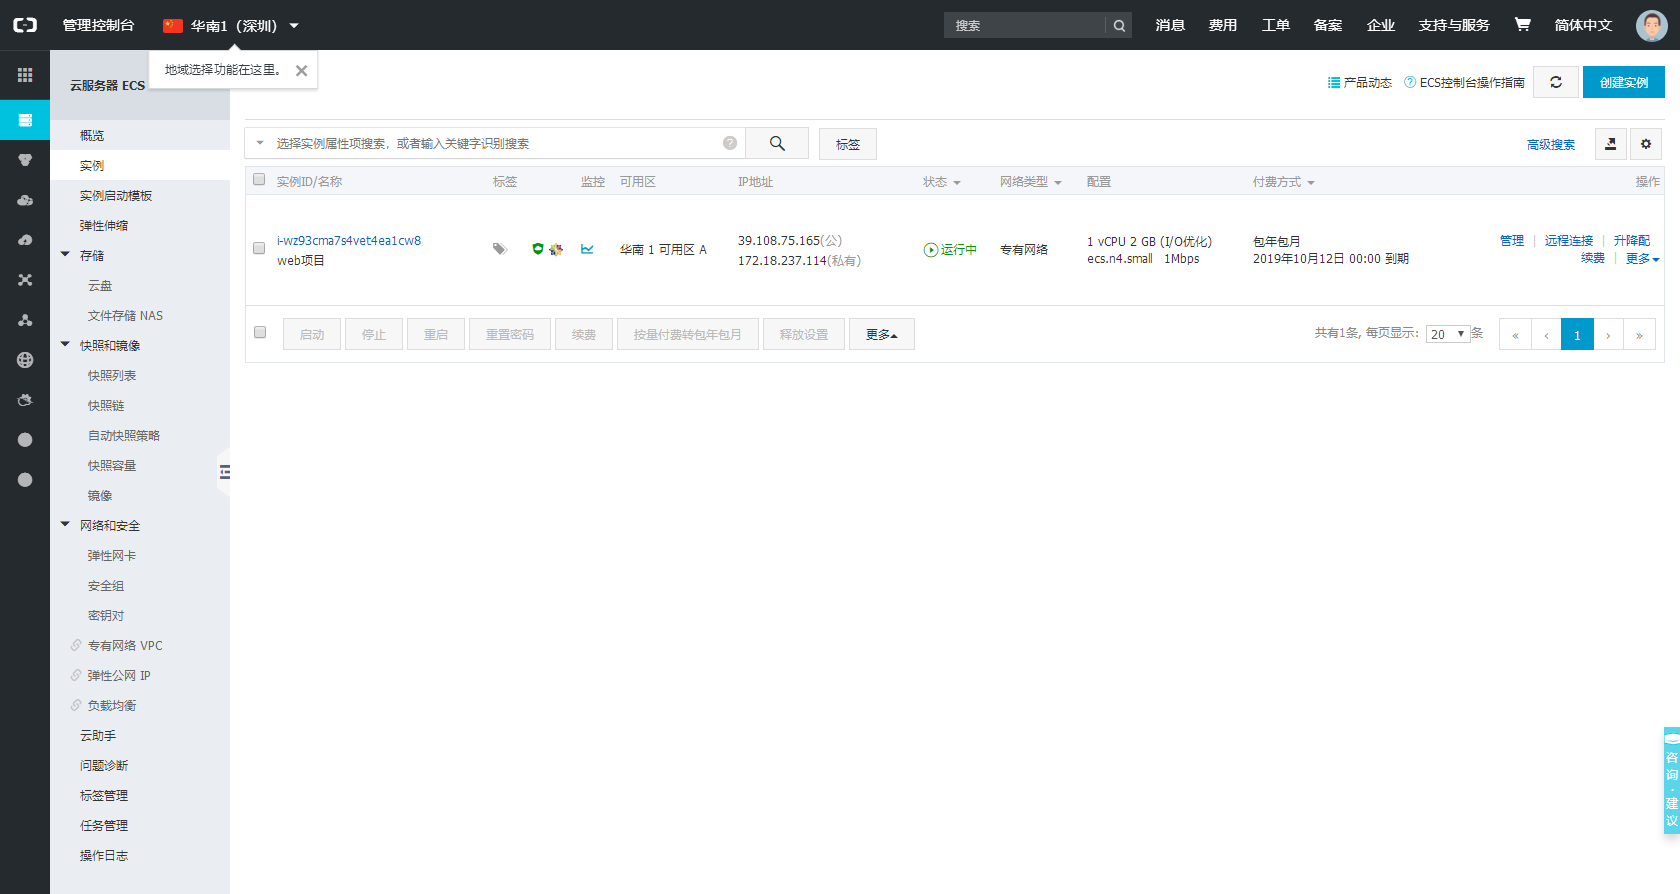 管理控制台 华南1（深圳） 搜索 消息 费用 工单 备案 企业 支持与服务 简体中文
地域选择功能在这里。
云服务器 ECS
产品动态 ECS控制台操作指南 创建实例
概览
实例
实例启动模板
弹性伸缩
存储
云盘
文件存储 NAS
快照和镜像
快照列表
快照链
自动快照策略
快照容量
镜像
网络和安全
弹性网卡
安全组
密钥对
专有网络 VPC
弹性公网 IP
负载均衡
云助手
问题诊断
标签管理
任务管理
操作日志
选择实例属性项搜索，或者输入关键字识别搜索 ? 标签 高级搜索
实例ID/名称 标签 监控 可用区 IP地址 状态 网络类型 配置 付费方式 操作
i-wz93cma7s4vet4ea1cw8
web项目
华南 1 可用区 A
39.108.75.165(公)
172.18.237.114(私有)
运行中
专有网络
1 vCPU 2 GB (I/O优化)
ecs.n4.small 1Mbps
包年包月
2019年10月12日 00:00 到期
管理 | 远程连接 | 升降配
续费 | 更多
启动 停止 重启 重置密码 续费 按量付费转包年包月 释放设置 更多 共有1条, 每页显示: 20 条 « ‹ 1 › »
咨询·建议